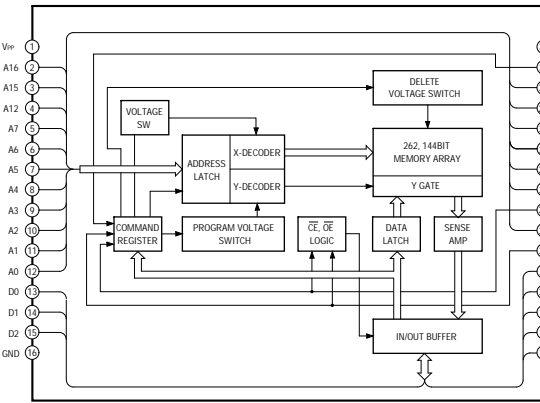 VPP 1
A16 2
A15 3
A12 4
A7 5
A6 6
A5 7
A4 8
A3 9
A2 10
A1 11
A0 12
D0 13
D1 14
D2 15
GND 16
DELETE
VOLTAGE SWITCH
VOLTAGE
SW
ADDRESS
LATCH
X-DECODER
Y-DECODER
262, 144BIT
MEMORY ARRAY
Y GATE
COMMAND
REGISTER
PROGRAM VOLTAGE
SWITCH
CE, OE
LOGIC
DATA
LATCH
SENSE
AMP
IN/OUT BUFFER